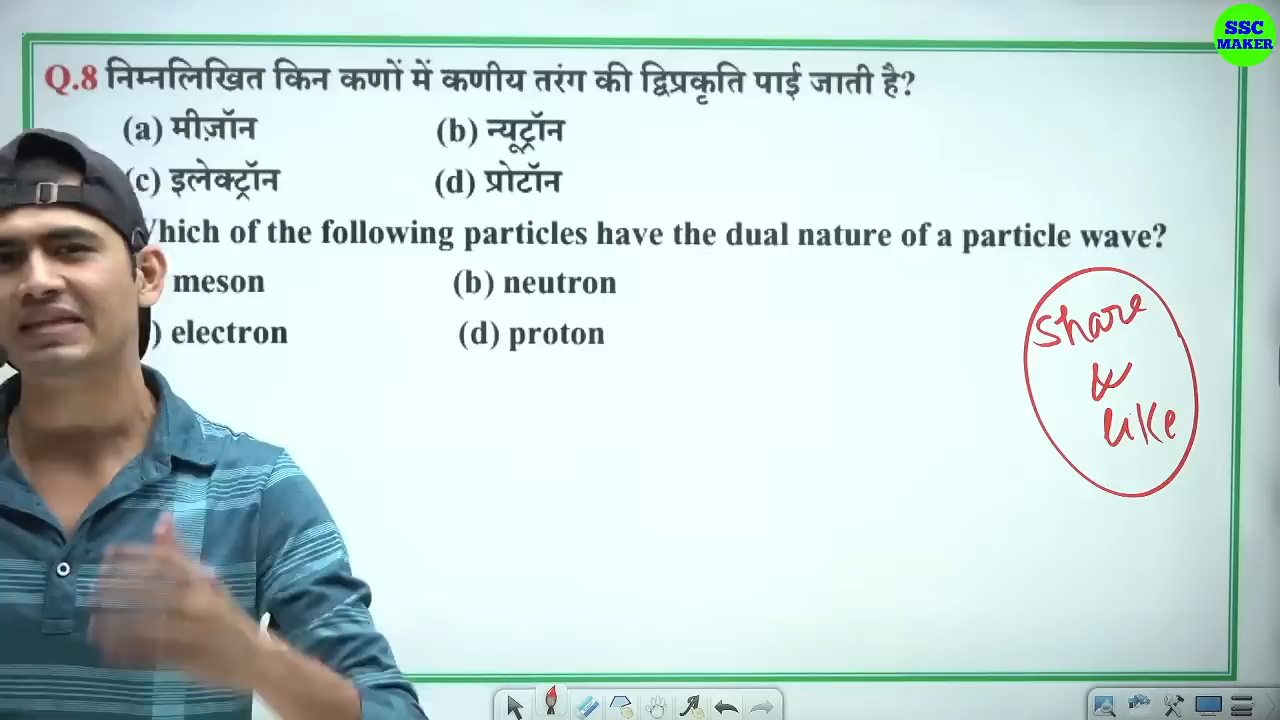 SSC
MAKER
Q.8 निम्नलिखित किन कणों में कणीय तरंग की द्विप्रकृति पाई जाती है?
(a) मीज़ॉन (b) न्यूट्रॉन
c) इलेक्ट्रॉन (d) प्रोटॉन
Which of the following particles have the dual nature of a particle wave?
meson (b) neutron
) electron (d) proton
Share
&
Like